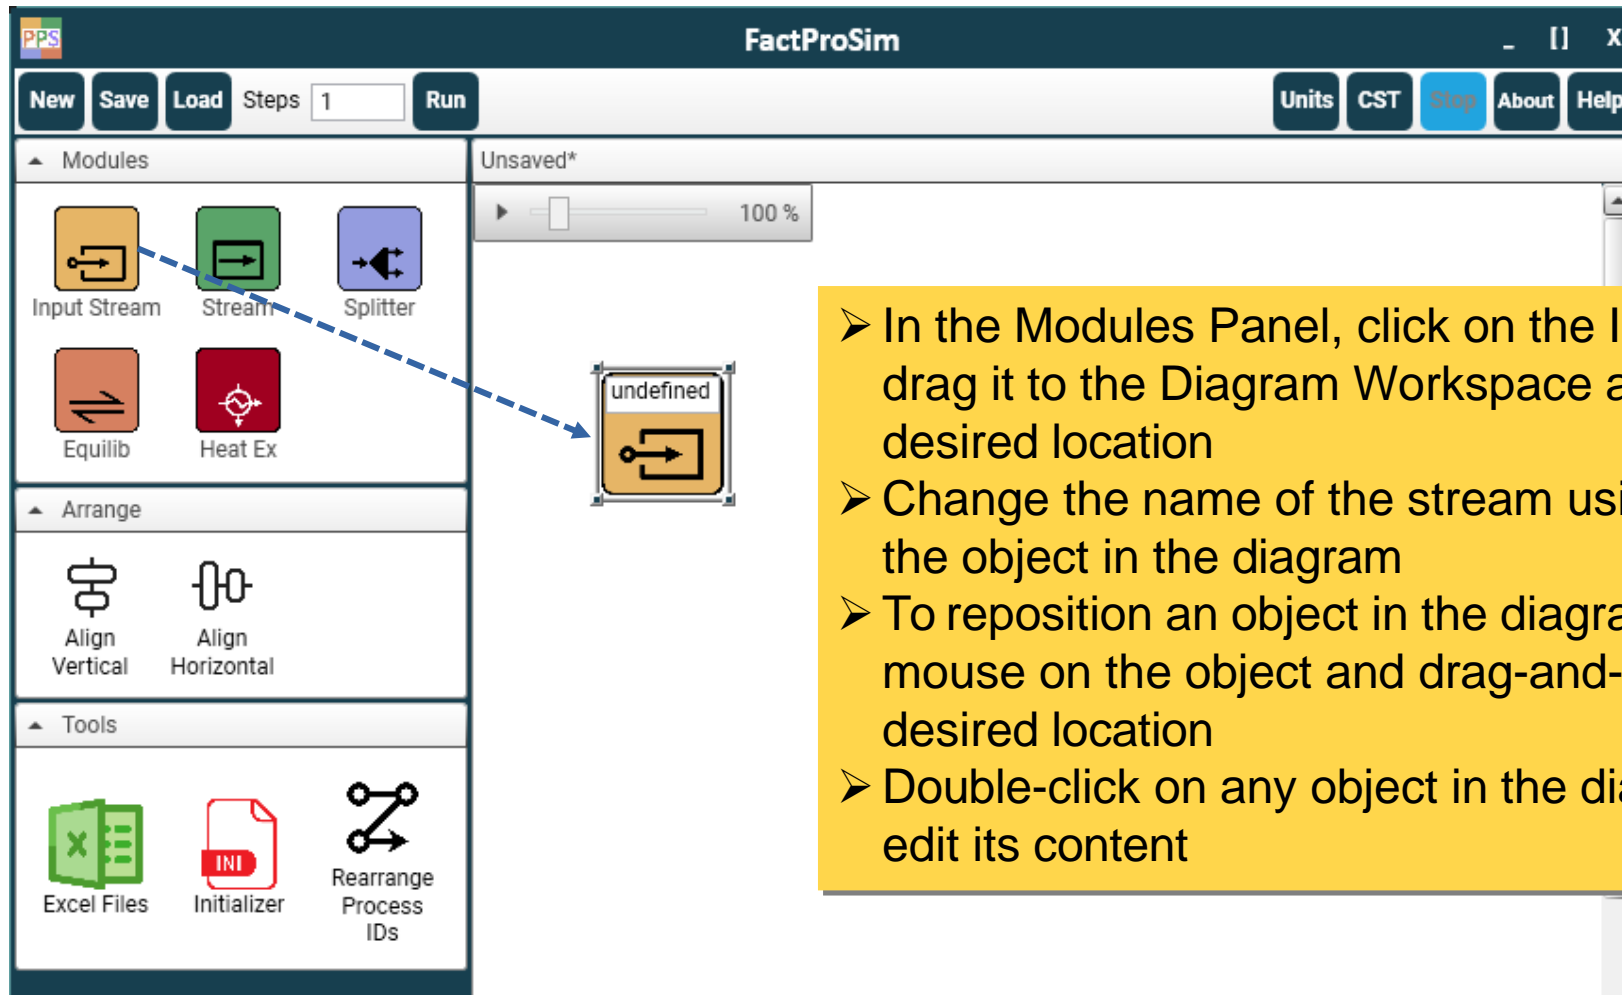 PPS
FactProSim
_ [] X
New Save Load Steps 1 Run
Units CST Stop About Help
Modules
Unsaved*
100 %
Input Stream Stream Splitter
Equilib Heat Ex
undefined
Arrange
Align Vertical
Align Horizontal
Tools
Excel Files
Initializer
Rearrange
Process
IDs
➢ In the Modules Panel, click on the I
drag it to the Diagram Workspace a
desired location
➢ Change the name of the stream usi
the object in the diagram
➢ To reposition an object in the diagra
mouse on the object and drag-and-
desired location
➢ Double-click on any object in the dia
edit its content
INI